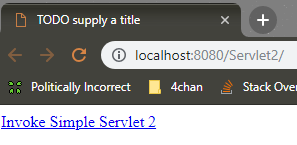 TODO supply a title
localhost:8080/Servlet2/
Politically Incorrect 4chan Stack Over
Invoke Simple Servlet 2